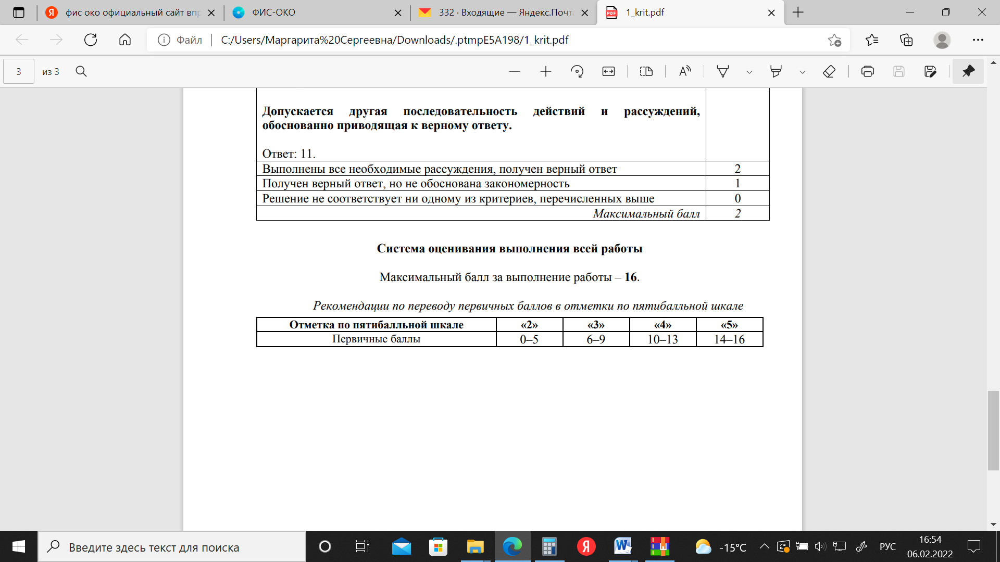 фис око официальный сайт впр
ФИС-ОКО
332 · Входящие — Яндекс.Почта
1_krit.pdf
Файл
C:/Users/Маргарита%20Сергеевна/Downloads/.ptmpE5A198/1_krit.pdf
3 из 3
Допускается другая последовательность действий и рассуждений,
обоснованно приводящая к верному ответу.
Ответ: 11.
Выполнены все необходимые рассуждения, получен верный ответ 2
Получен верный ответ, но не обоснована закономерность 1
Решение не соответствует ни одному из критериев, перечисленных выше 0
Максимальный балл 2
Система оценивания выполнения всей работы
Максимальный балл за выполнение работы – 16.
Рекомендации по переводу первичных баллов в отметки по пятибалльной шкале
Отметка по пятибалльной шкале «2» «3» «4» «5»
Первичные баллы 0–5 6–9 10–13 14–16
Введите здесь текст для поиска
-15°C
РУС
16:54
06.02.2022